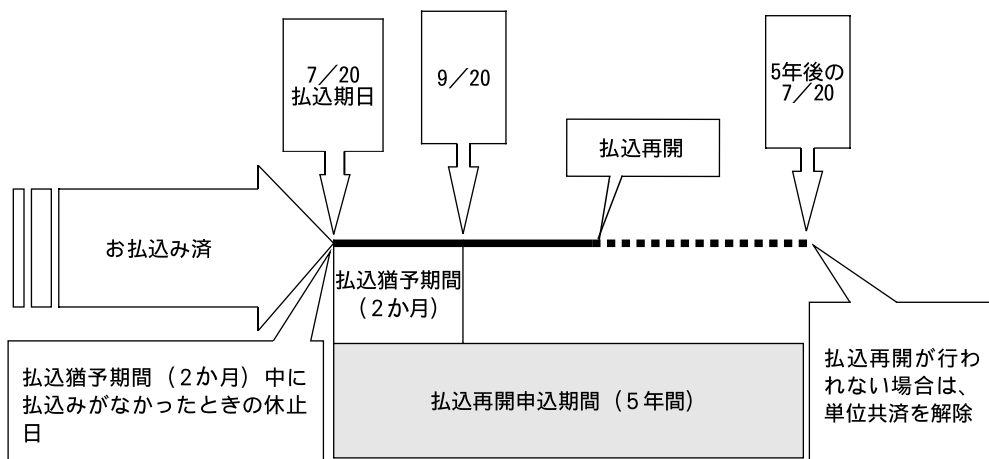 7／20
払込期日
9／20
5年後の
7／20
払込再開
お払込み済
払込猶予期間
（２か月）
払込猶予期間（２か月）中に
払込みがなかったときの休止
日
払込再開申込期間（５年間）
払込再開が行わ
れない場合は、
単位共済を解除